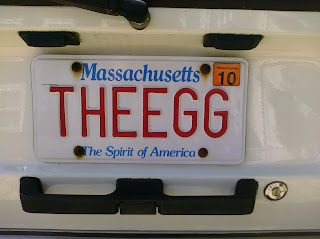 Massachusetts
10
THEEGG
The Spirit of America